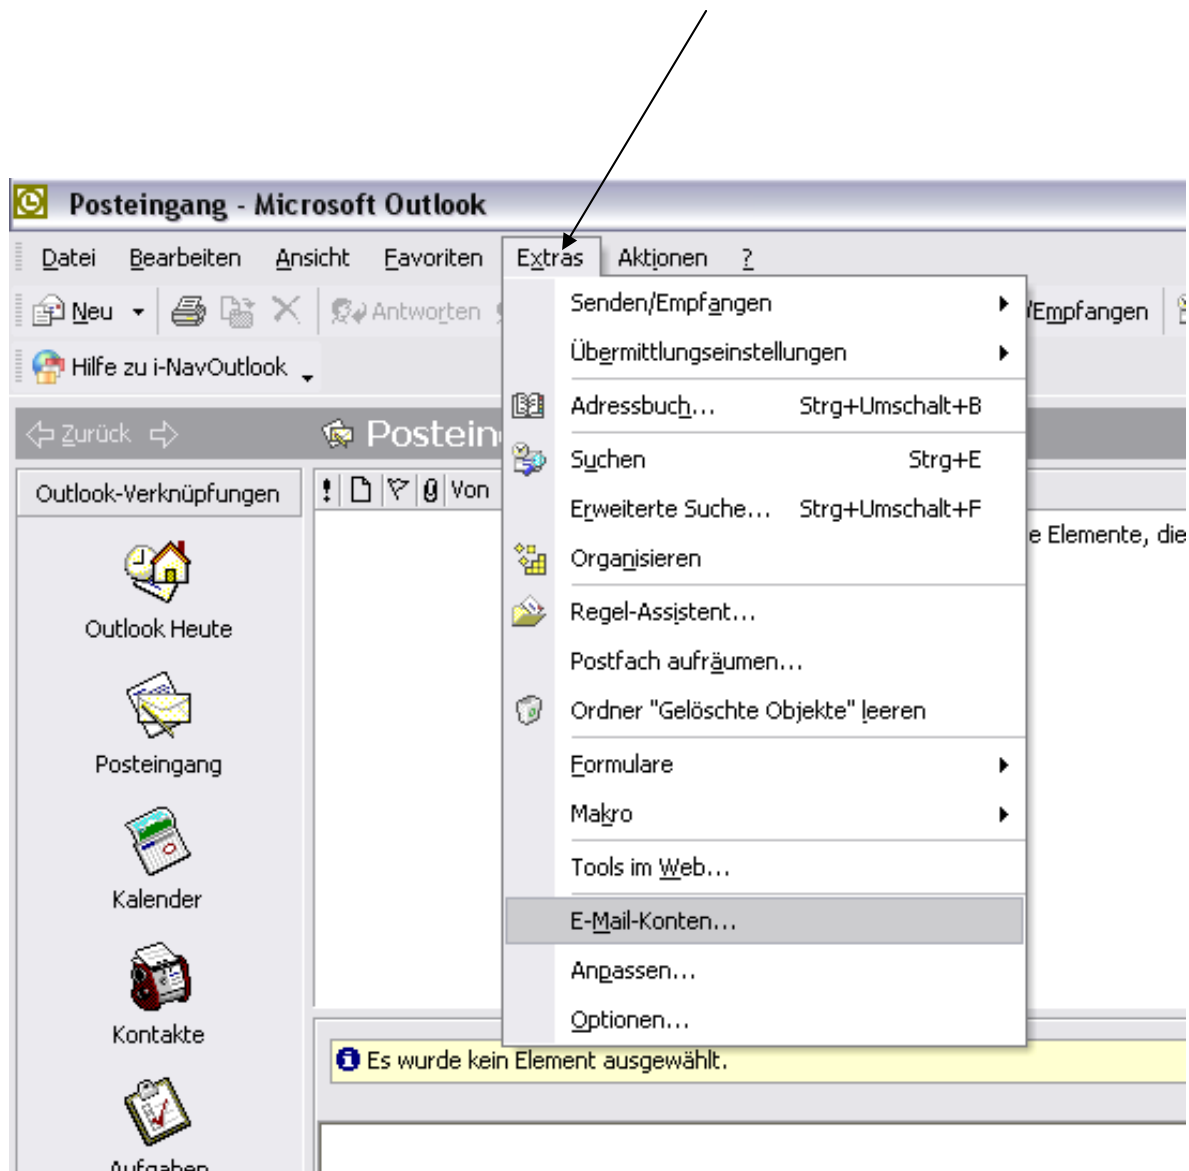 Posteingang - Microsoft Outlook
Datei Bearbeiten Ansicht Favoriten Extras Aktionen ?
Neu Antworten Empfangen
Hilfe zu i-NavOutlook
Zurück
Outlook-Verknüpfungen
! Von
e Elemente, die
Outlook Heute
Posteingang
Kalender
Kontakte
Aufgaben
Senden/Empfangen
Übermittlungseinstellungen
Adressbuch... Strg+Umschalt+B
Suchen Strg+E
Erweiterte Suche... Strg+Umschalt+F
Organisieren
Regel-Assistent...
Postfach aufräumen...
Ordner "Gelöschte Objekte" leeren
Formulare
Makro
Tools im Web...
E-Mail-Konten...
Anpassen...
Optionen...
Es wurde kein Element ausgewählt.